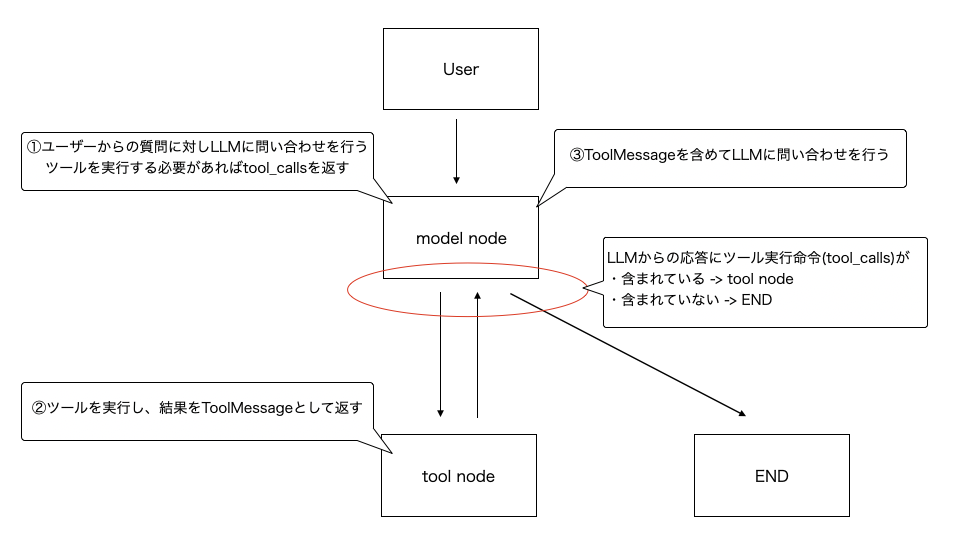 User
①ユーザーからの質問に対しLLMに問い合わせを行う
ツールを実行する必要があればtool_callsを返す
③ToolMessageを含めてLLMに問い合わせを行う
model node
LLMからの応答にツール実行命令(tool_calls)が
・含まれている -> tool node
・含まれていない -> END
②ツールを実行し、結果をToolMessageとして返す
tool node
END